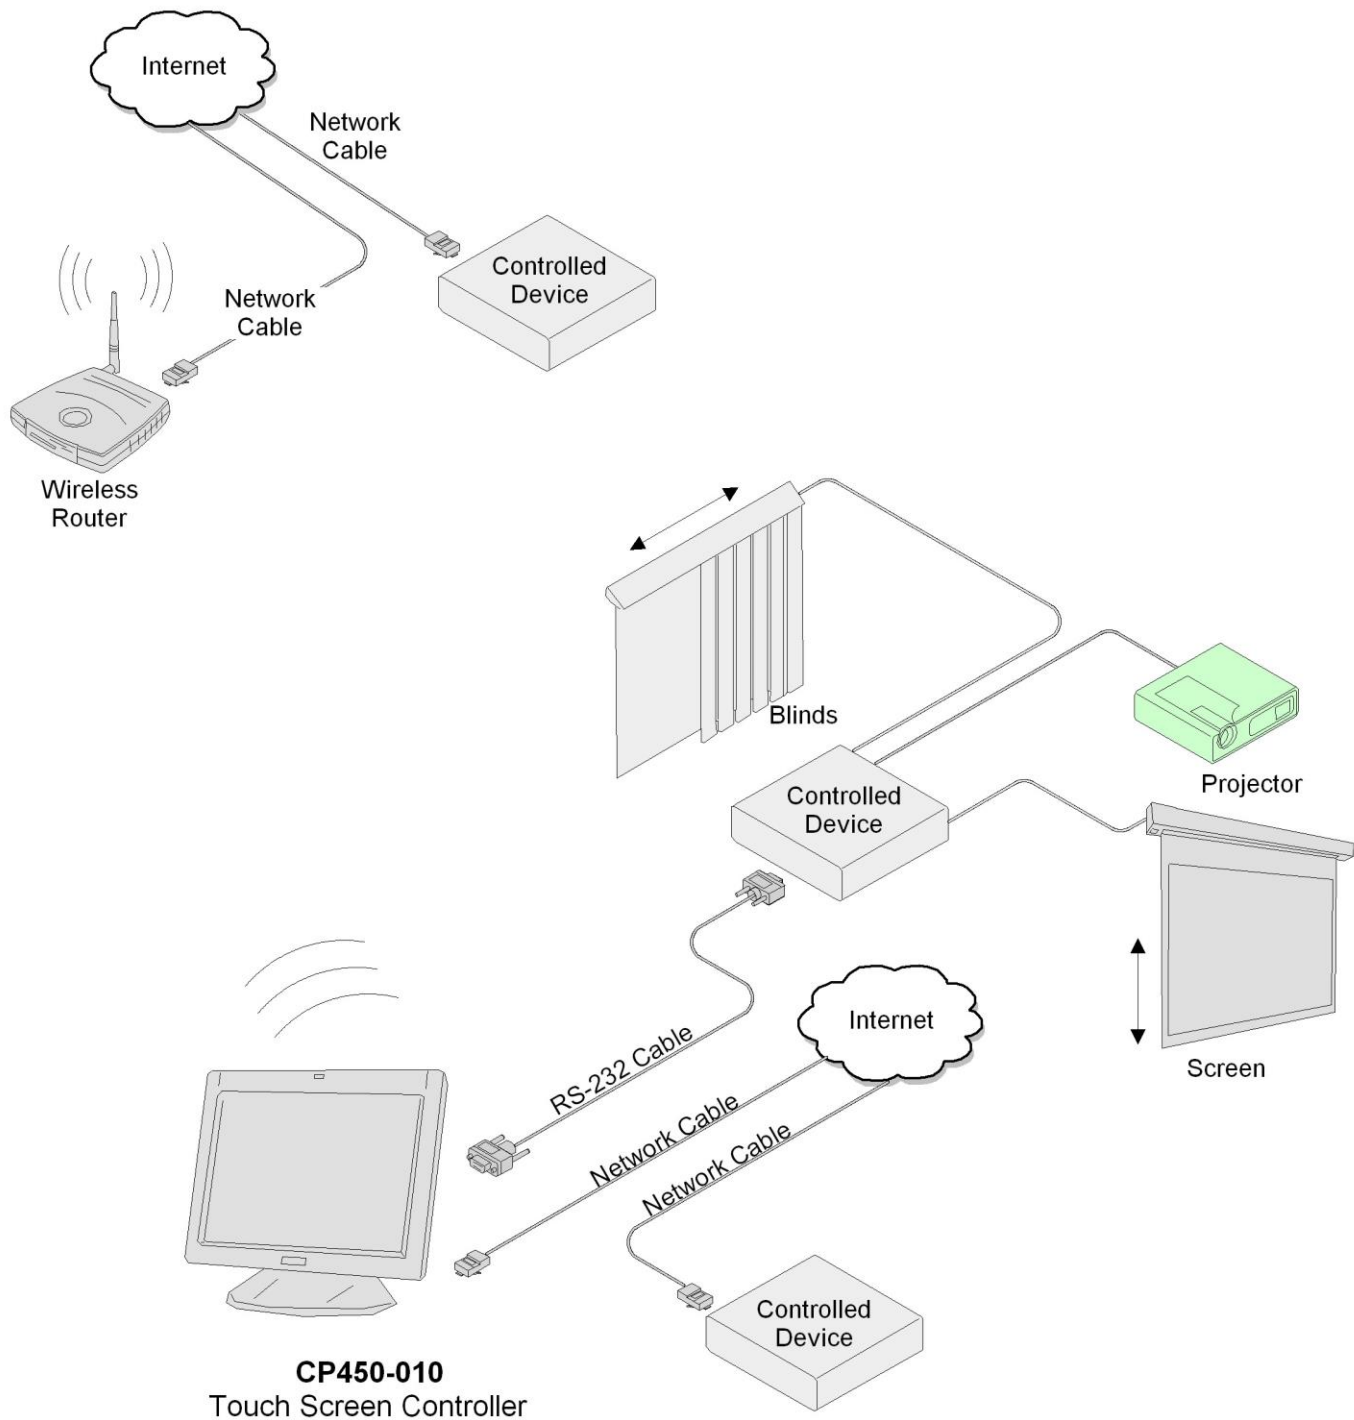 Internet
Network
Cable
Controlled
Device
Network
Cable
Wireless
Router
Blinds
Projector
Controlled
Device
Screen
Internet
RS-232 Cable
Network Cable
Network Cable
Controlled
Device
CP450-010
Touch Screen Controller